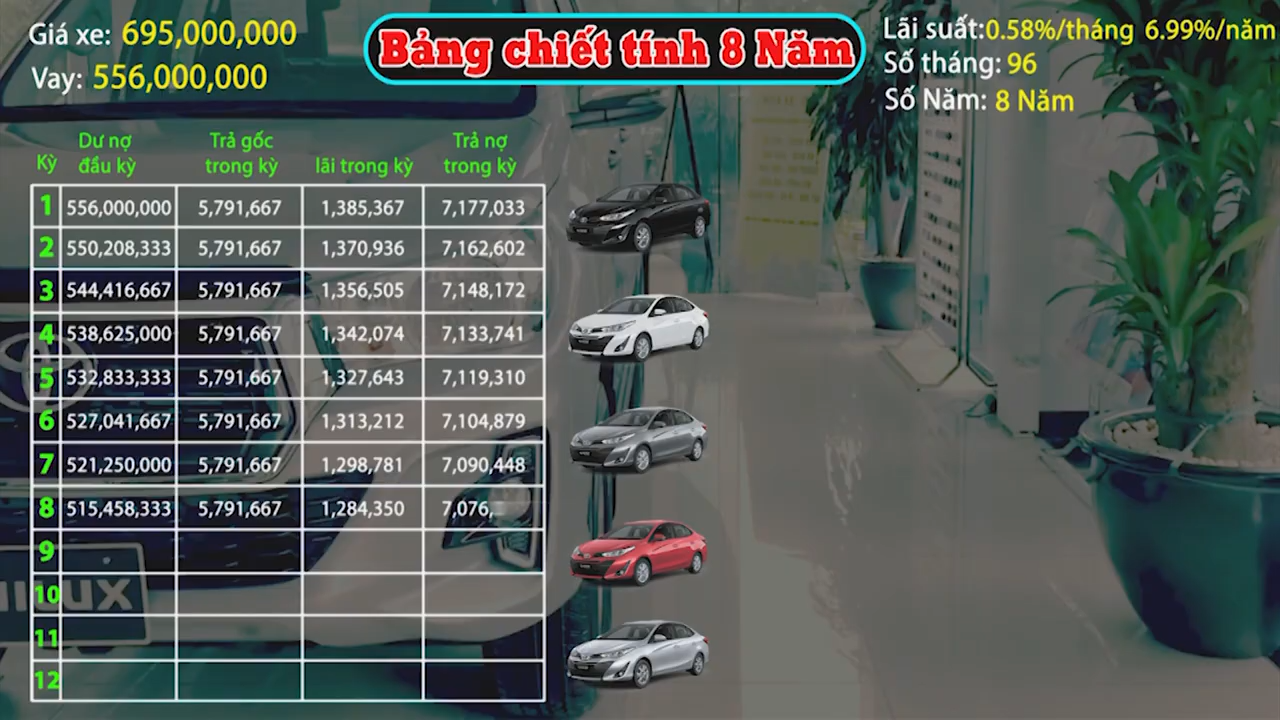 Giá xe: 695,000,000
Vay: 556,000,000
Bảng chiết tính 8 Năm
Lãi suất:0.58%/tháng 6.99%/năm
Số tháng: 96
Số Năm: 8 Năm
Kỳ Dư nợ đầu kỳ Trả gốc trong kỳ lãi trong kỳ Trả nợ trong kỳ
1 556,000,000 5,791,667 1,385,367 7,177,033
2 550,208,333 5,791,667 1,370,936 7,162,602
3 544,416,667 5,791,667 1,356,505 7,148,172
4 538,625,000 5,791,667 1,342,074 7,133,741
5 532,833,333 5,791,667 1,327,643 7,119,310
6 527,041,667 5,791,667 1,313,212 7,104,879
7 521,250,000 5,791,667 1,298,781 7,090,448
8 515,458,333 5,791,667 1,284,350 7,076,
9
10
11
12